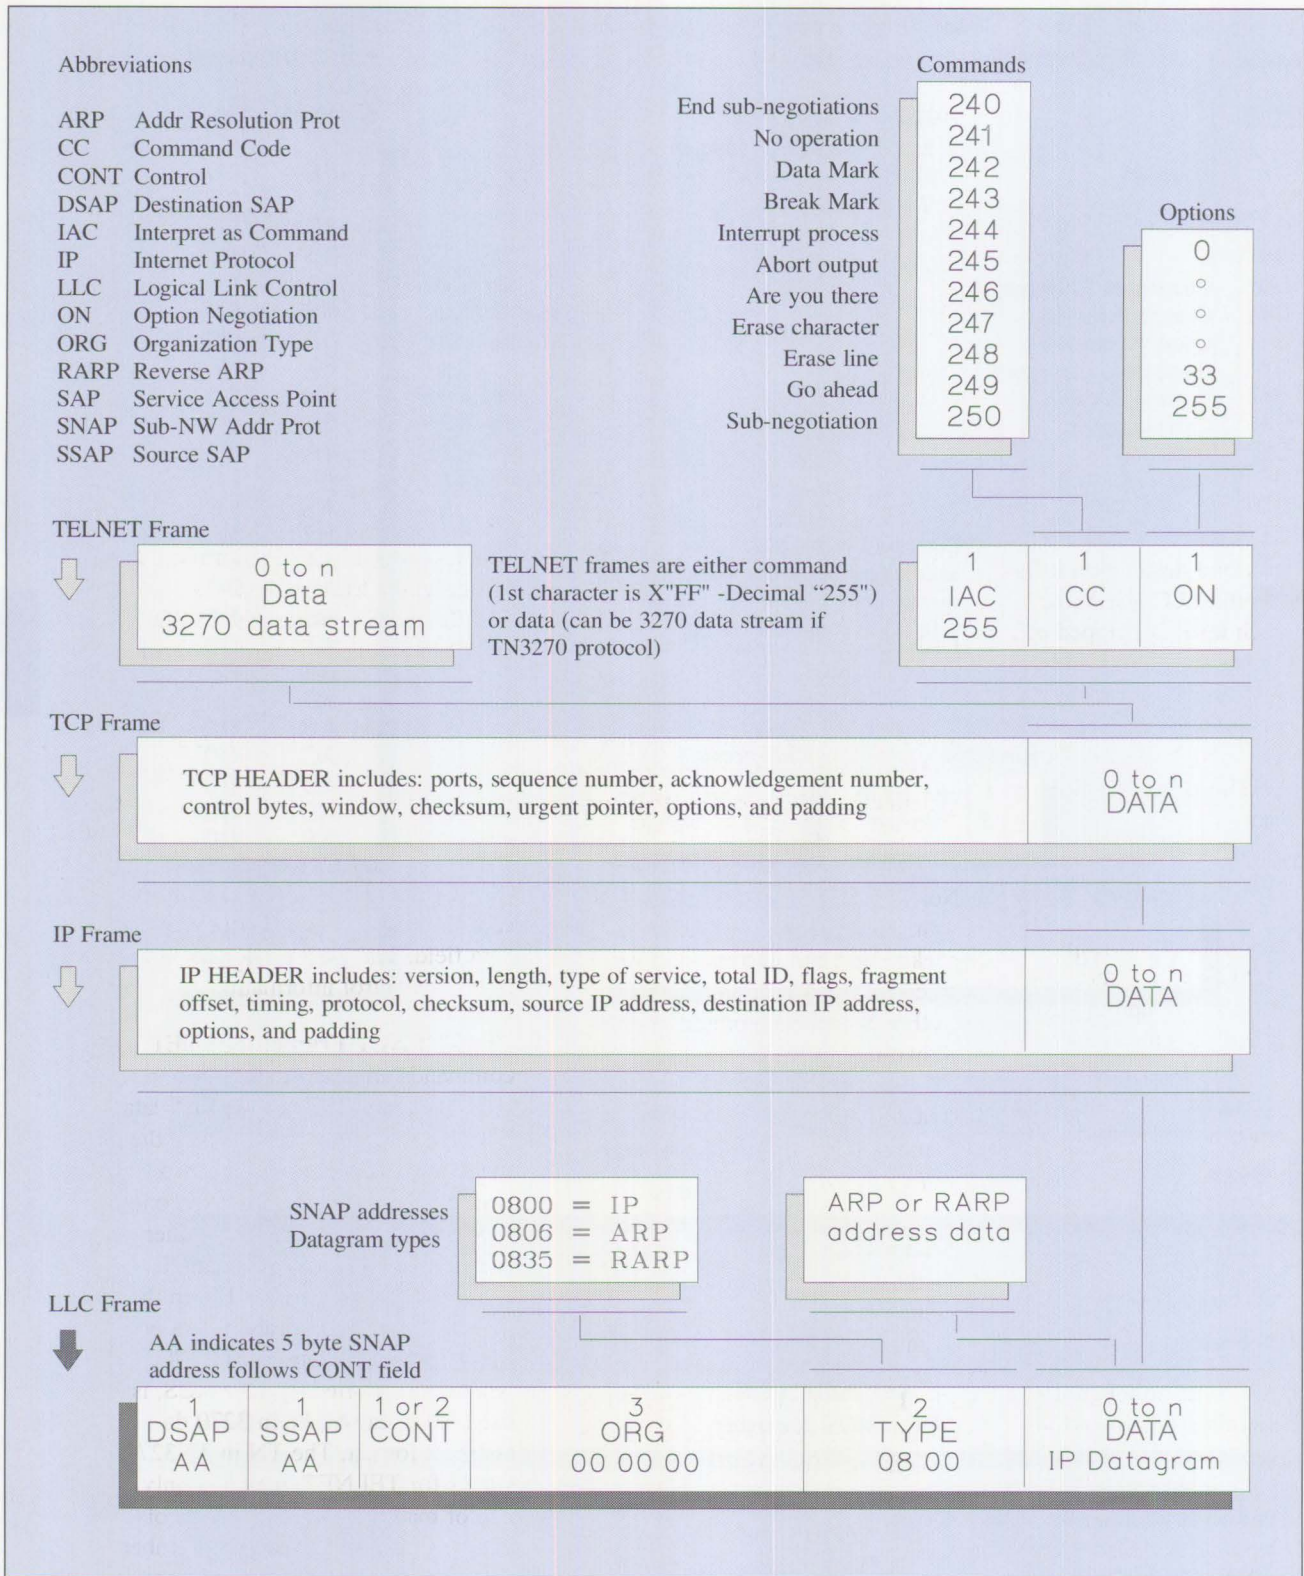 Abbreviations
ARP Addr Resolution Prot
CC Command Code
CONT Control
DSAP Destination SAP
IAC Interpret as Command
IP Internet Protocol
LLC Logical Link Control
ON Option Negotiation
ORG Organization Type
RARP Reverse ARP
SAP Service Access Point
SNAP Sub-NW Addr Prot
SSAP Source SAP
Commands
End sub-negotiations 240
No operation 241
Data Mark 242
Break Mark 243
Interrupt process 244
Abort output 245
Are you there 246
Erase character 247
Erase line 248
Go ahead 249
Sub-negotiation 250
Options
0
33
255
TELNET Frame
0 to n
Data
3270 data stream
TELNET frames are either command
(1st character is X"FF" -Decimal “255")
or data (can be 3270 data stream if
TN3270 protocol)
1 1 1
IAC CC ON
255
TCP Frame
TCP HEADER includes: ports, sequence number, acknowledgement number,
control bytes, window, checksum, urgent pointer, options, and padding
0 to n
DATA
IP Frame
IP HEADER includes: version, length, type of service, total ID, flags, fragment
offset, timing, protocol, checksum, source IP address, destination IP address,
options, and padding
0 to n
DATA
SNAP addresses
Datagram types
0800 = IP
0806 = ARP
0835 = RARP
ARP or RARP
address data
LLC Frame
AA indicates 5 byte SNAP
address follows CONT field
1 1 1 or 2 3 2 0 to n
DSAP SSAP CONT ORG TYPE DATA
AA AA 00 00 00 08 00 IP Datagram